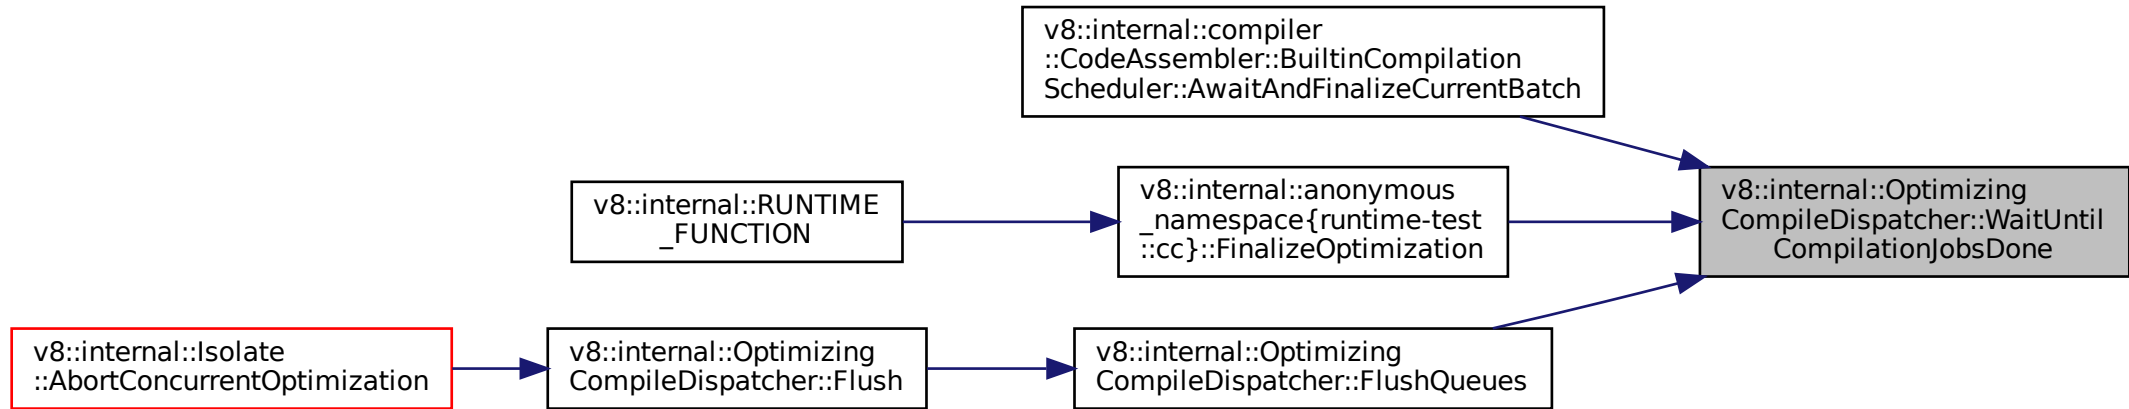 v8::internal::compiler
::CodeAssembler::BuiltinCompilation
Scheduler::AwaitAndFinalizeCurrentBatch
v8::internal::RUNTIME
_FUNCTION
v8::internal::anonymous
_namespace{runtime-test
::cc}::FinalizeOptimization
v8::internal::Optimizing
CompileDispatcher::WaitUntil
CompilationJobsDone
v8::internal::Isolate
::AbortConcurrentOptimization
v8::internal::Optimizing
CompileDispatcher::Flush
v8::internal::Optimizing
CompileDispatcher::FlushQueues